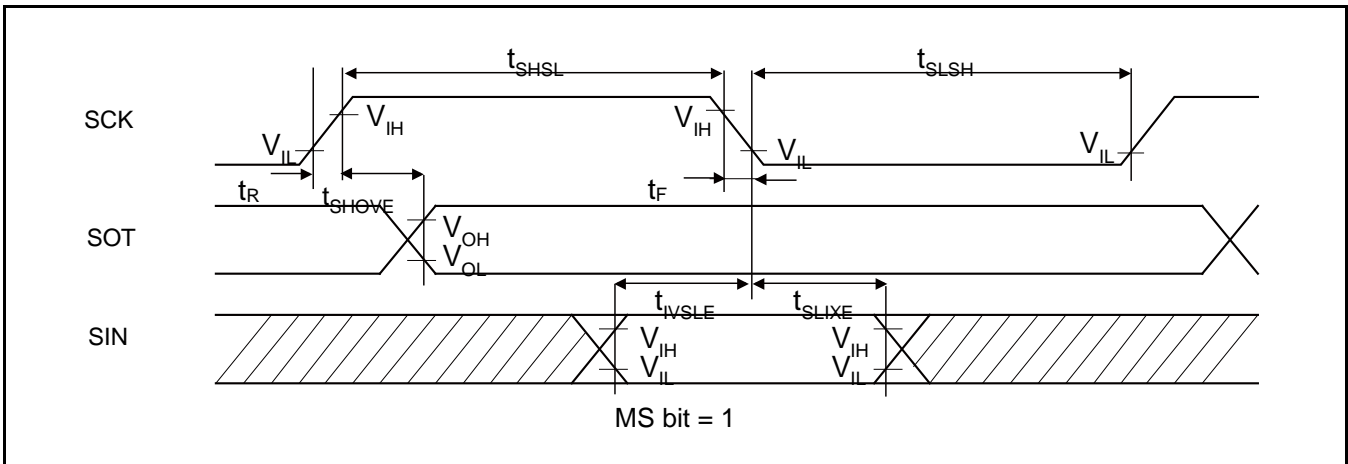 tSHSL
tSLSH
SCK
VIH
VIH
VIL
VIL
VIL
tR
tSHOVE
tF
SOT
VOH
VOL
tIVSLE
tSLIXE
SIN
VIH
VIH
VIL
VIL
MS bit = 1